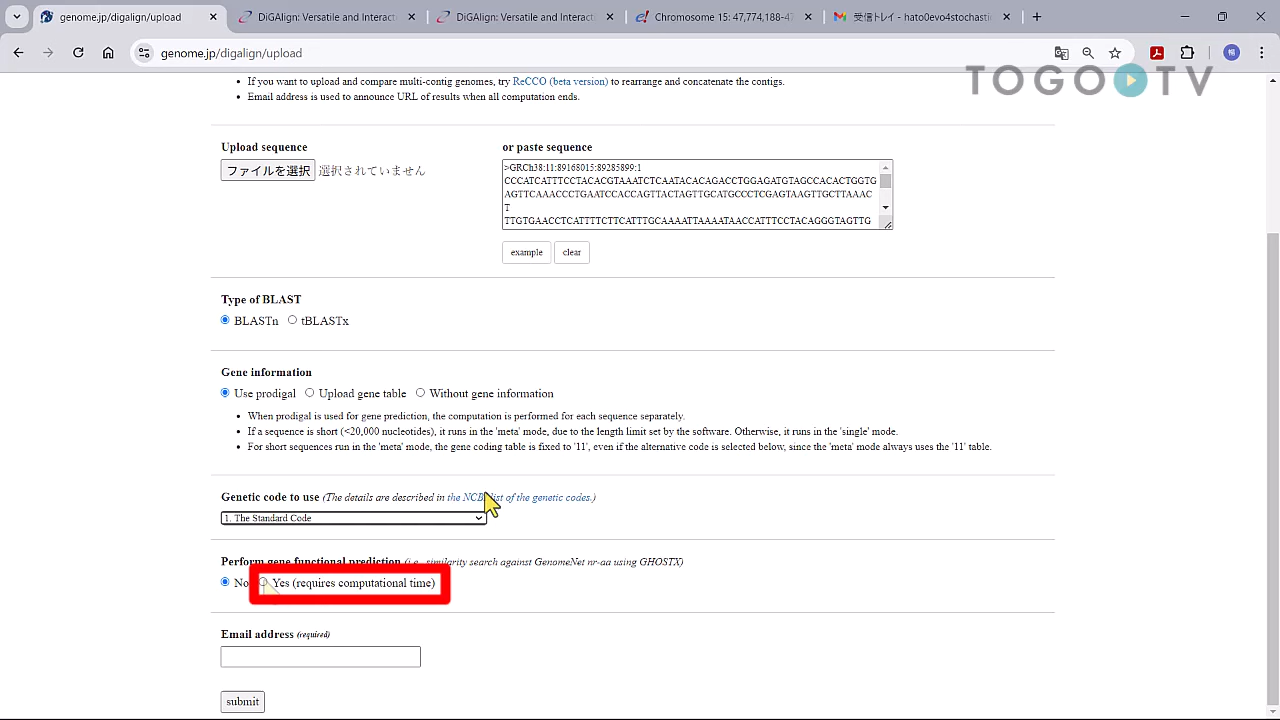 genome.jp/digalign/upload
DiGAlign: Versatile and Interact
DiGAlign: Versatile and Interact
Chromosome 15: 47,774,188-47
受信トレイ - hato0evo4stochasti
genome.jp/digalign/upload
TOGO TV
If you want to upload and compare multi-contig genomes, try ReCCO (beta version) to rearrange and concatenate the contigs.
Email address is used to announce URL of results when all computation ends.
Upload sequence
or paste sequence
ファイルを選択 選択されていません
>GRCh38:11:89168015:89285899:1
CCCATCATTTCCTACACGTAAATCTCAATACACAGACCTGGAGATGTAGCCACACTGGTG
AGTTCAAACCCTGAATCCACCAGTTACTAGTTGCATGCCCTCGAGTAAGTTGCTTAAAC
T
TTGTGAACCTCATTTTCTTCATTTGCAAAATTAAAATAACCATTTCCTACAGGGTAGTTG
example
clear
Type of BLAST
BLASTn
tBLASTx
Gene information
Use prodigal
Upload gene table
Without gene information
When prodigal is used for gene prediction, the computation is performed for each sequence separately.
If a sequence is short (<20,000 nucleotides), it runs in the 'meta' mode, due to the length limit set by the software. Otherwise, it runs in the 'single' mode.
For short sequences run in the 'meta' mode, the gene coding table is fixed to '11', even if the alternative code is selected below, since the 'meta' mode always uses the '11' table.
Genetic code to use (The details are described in the NCBI list of the genetic codes.)
1. The Standard Code
Perform gene functional prediction (i.e., similarity search against GenomeNet nr-aa using GHOSTX)
No
Yes (requires computational time)
Email address (required)
submit